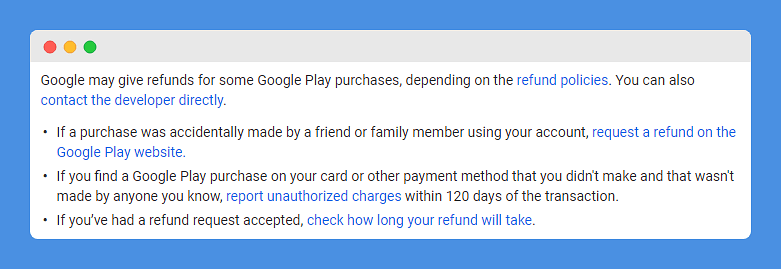 Google may give refunds for some Google Play purchases, depending on the refund policies. You can also
contact the developer directly.
• If a purchase was accidentally made by a friend or family member using your account, request a refund on the
Google Play website.
• If you find a Google Play purchase on your card or other payment method that you didn't make and that wasn't
made by anyone you know, report unauthorized charges within 120 days of the transaction.
• If you’ve had a refund request accepted, check how long your refund will take.